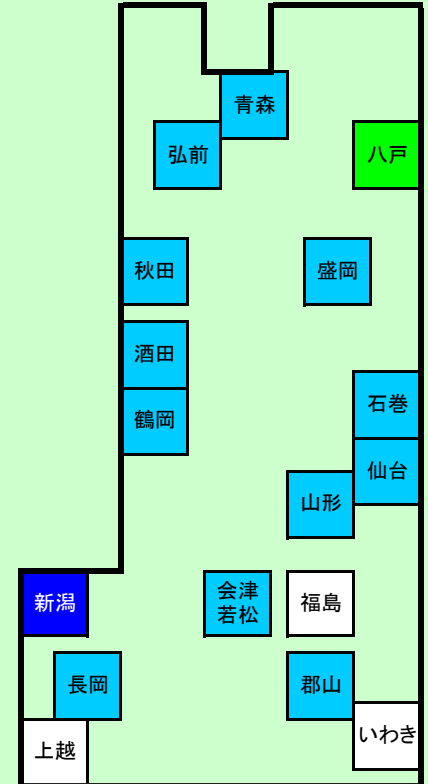 青森
弘前
八戸
秋田
盛岡
酒田
石巻
鶴岡
仙台
山形
新潟
会津
若松
福島
長岡
郡山
いわき
上越